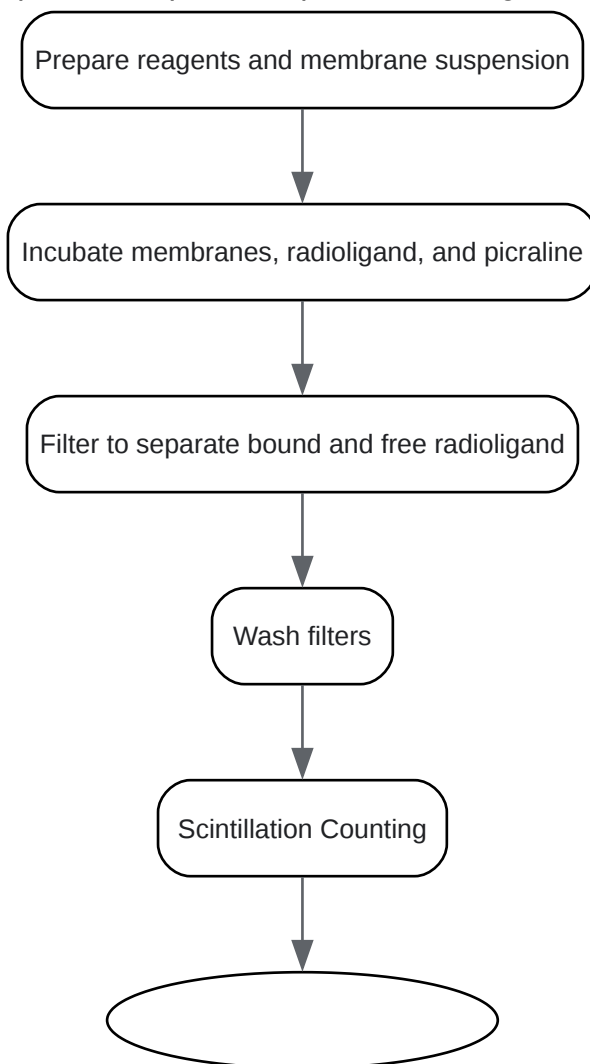 Prepare reagents and membrane suspension
Incubate membranes, radioligand, and picraline
Filter to separate bound and free radioligand
Wash filters
Scintillation Counting